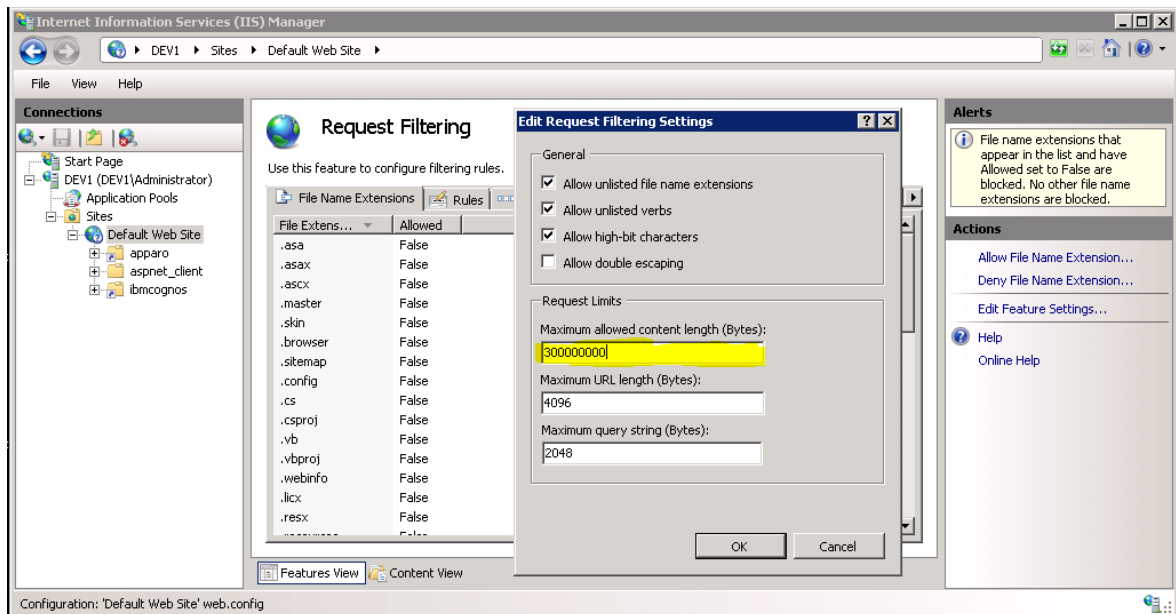 Internet Information Services (IIS) Manager
DEV1 Sites Default Web Site
File View Help
Connections
Start Page
DEV1 (DEV1\Administrator)
Application Pools
Sites
Default Web Site
apparo
aspnet_client
ibmcognos
Request Filtering
Use this feature to configure filtering rules.
File Name Extensions Rules
File Extens... Allowed
.asa False
.asax False
.ascx False
.master False
.skin False
.browser False
.sitemap False
.config False
.cs False
.csproj False
.vb False
.vbproj False
.webinfo False
.licx False
.resx False
Features View Content View
Edit Request Filtering Settings
General
Allow unlisted file name extensions
Allow unlisted verbs
Allow high-bit characters
Allow double escaping
Request Limits
Maximum allowed content length (Bytes):
300000000
Maximum URL length (Bytes):
4096
Maximum query string (Bytes):
2048
OK Cancel
Alerts
File name extensions that
appear in the list and have
Allowed set to False are
blocked. No other file name
extensions are blocked.
Actions
Allow File Name Extension...
Deny File Name Extension...
Edit Feature Settings...
Help
Online Help
Configuration: 'Default Web Site' web.config